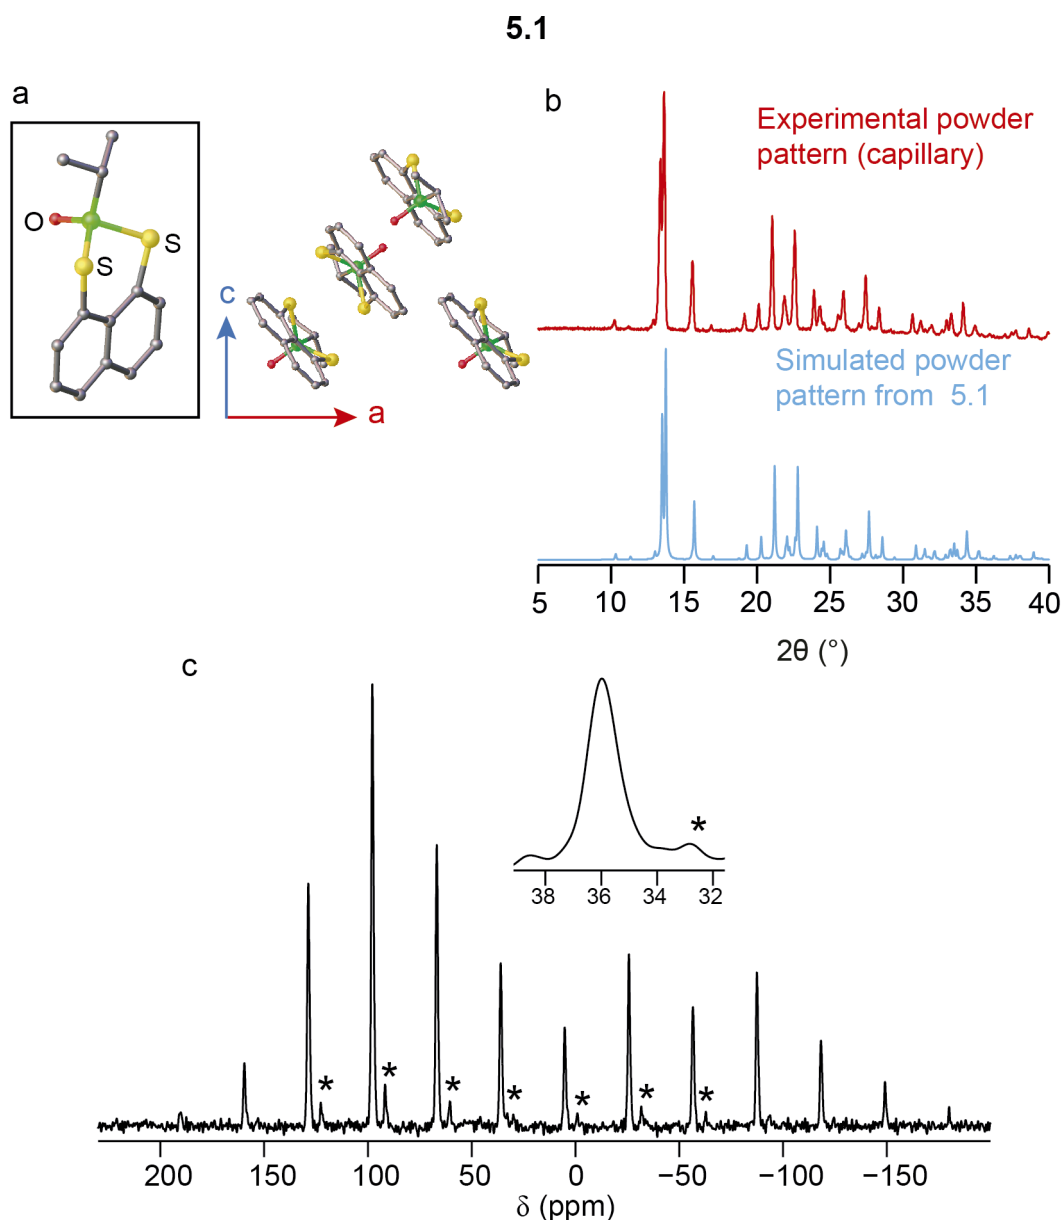 5.1
a
O
S
S
c
a
b
Experimental powder
pattern (capillary)
Simulated powder
pattern from 5.1
5 10 15 20 25 30 35 40
2θ (°)
c
*
38 36 34 32
* * * * * * *
200 150 100 50 0 −50 −100 −150
δ (ppm)